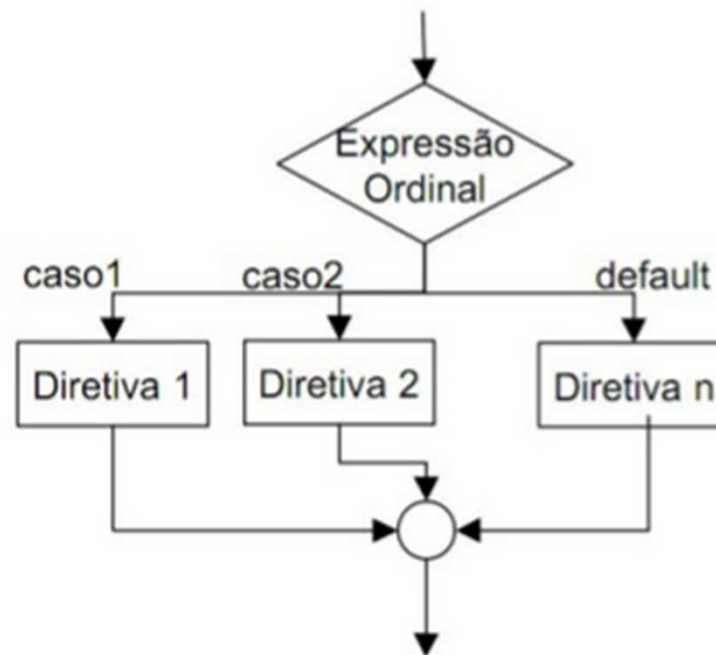 Expressão
Ordinal
caso1
caso2
default
Diretiva 1
Diretiva 2
Diretiva n